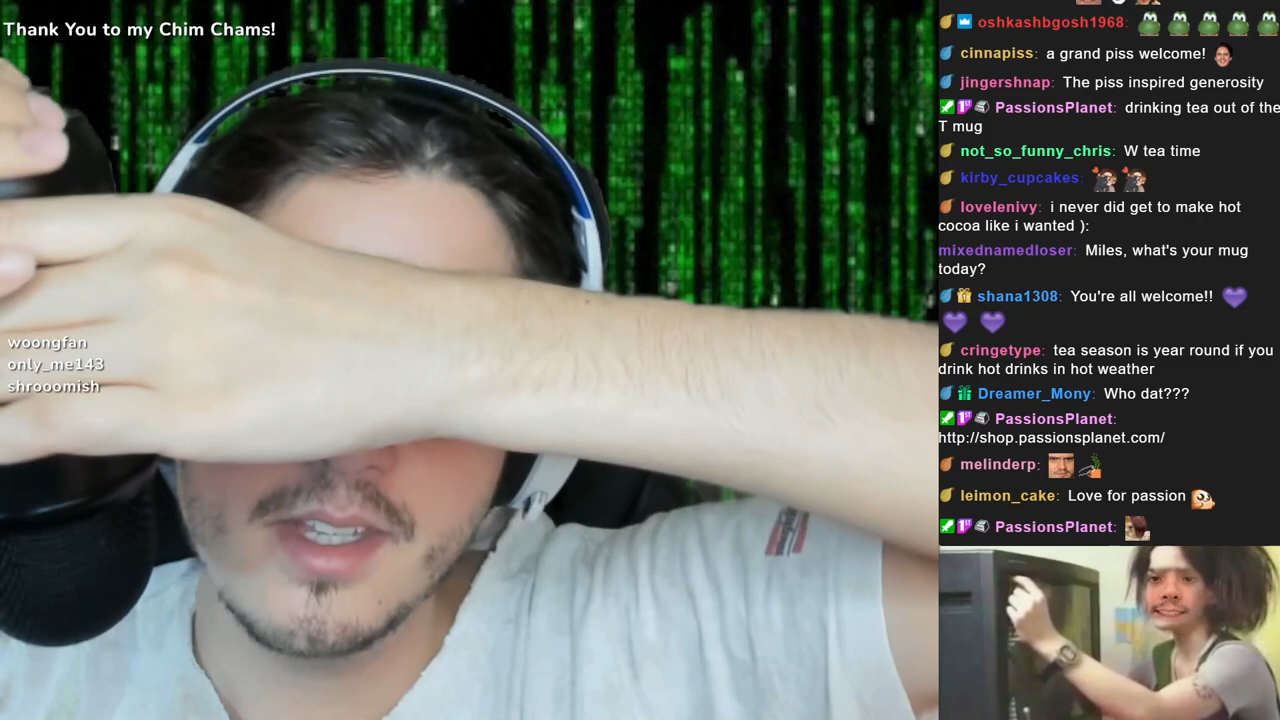 Thank You to my Chim Chams!
woongfan
only_me143
shrooomish
oshkashbgosh1968:
cinnapiss: a grand piss welcome!
jingershnap: The piss inspired generosity
PassionsPlanet: drinking tea out of the
T mug
not_so_funny_chris: W tea time
kirby_cupcakes:
lovelenivy: i never did get to make hot
cocoa like i wanted ):
mixednamedloser: Miles, what's your mug
today?
shana1308: You're all welcome!!
cringetype: tea season is year round if you
drink hot drinks in hot weather
Dreamer_Mony: Who dat???
PassionsPlanet:
http://shop.passionsplanet.com/
melinderp:
leimon_cake: Love for passion
PassionsPlanet: